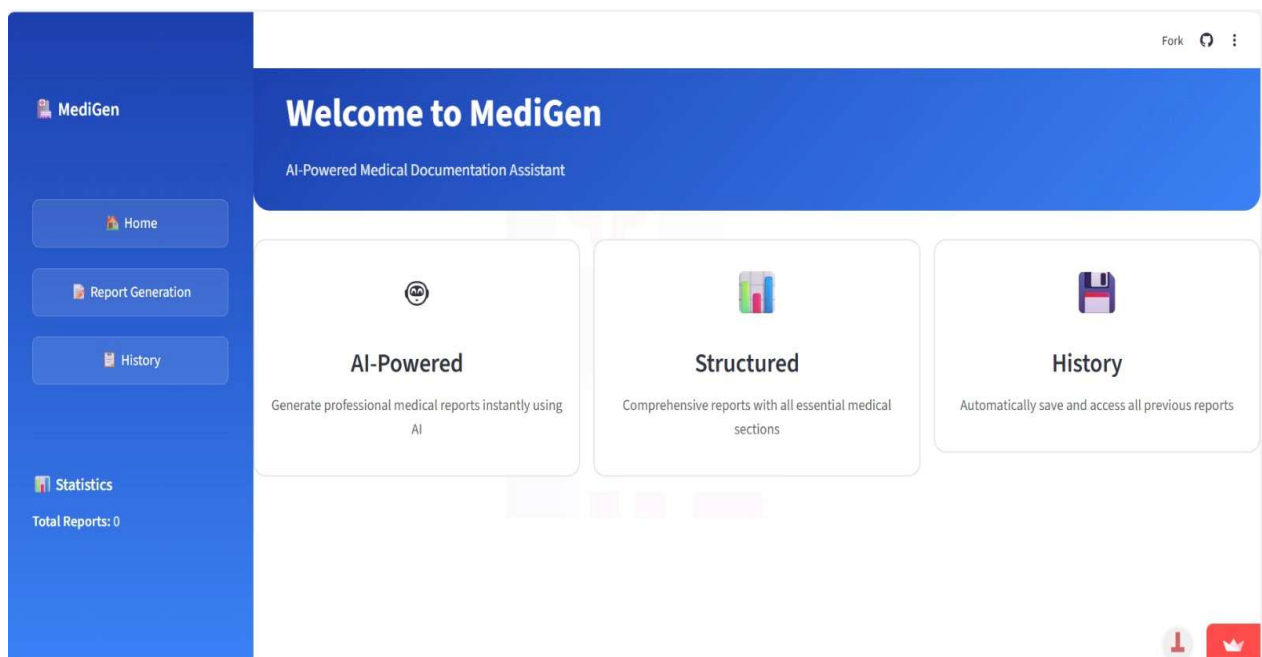 Fork
MediGen
Welcome to MediGen
AI-Powered Medical Documentation Assistant
Home
Report Generation
History
AI-Powered
Generate professional medical reports instantly using
AI
Structured
Comprehensive reports with all essential medical
sections
History
Automatically save and access all previous reports
Statistics
Total Reports: 0